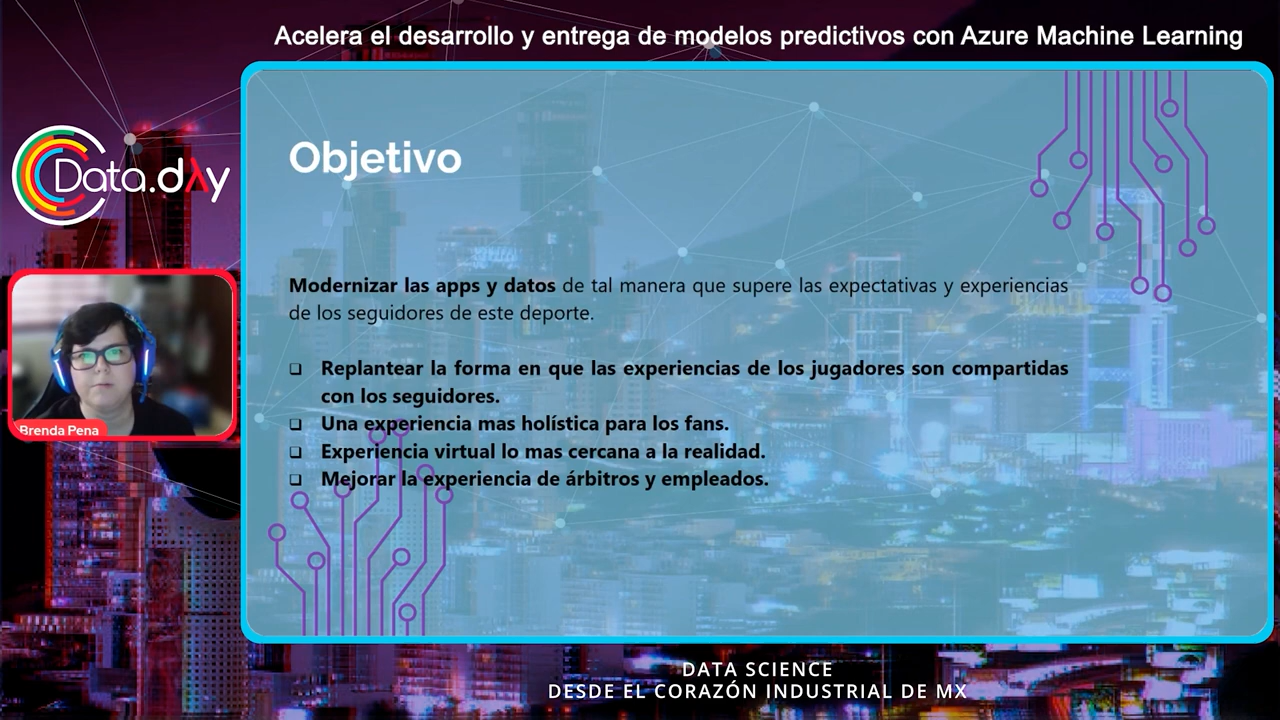 Acelera el desarrollo y entrega de modelos predictivos con Azure Machine Learning
Data.dAy
Brenda Pena
Objetivo
Modernizar las apps y datos de tal manera que supere las expectativas y experiencias
de los seguidores de este deporte.
❑ Replantear la forma en que las experiencias de los jugadores son compartidas
con los seguidores.
❑ Una experiencia mas holística para los fans.
❑ Experiencia virtual lo mas cercana a la realidad.
❑ Mejorar la experiencia de árbitros y empleados.
DATA SCIENCE
DESDE EL CORAZÓN INDUSTRIAL DE MX